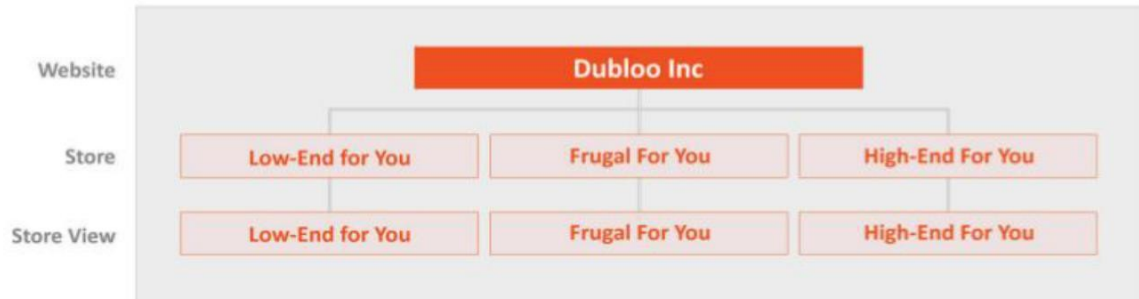 Website
Dubloo Inc
Store
Low-End for You
Frugal For You
High-End For You
Store View
Low-End for You
Frugal For You
High-End For You